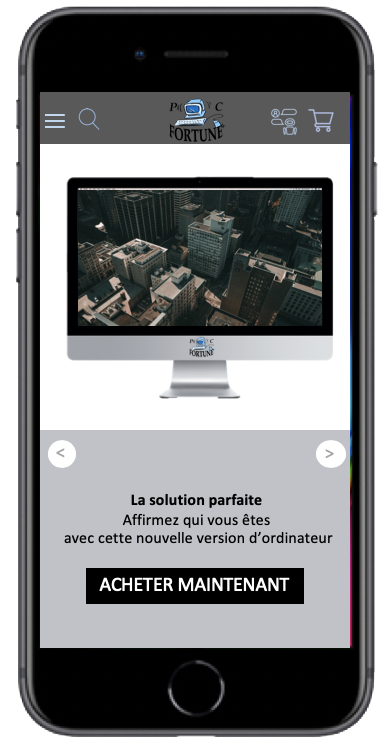 P C
FORTUNE
P C
FORTUNE
< >
La solution parfaite
Affirmez qui vous êtes
avec cette nouvelle version d'ordinateur
ACHETER MAINTENANT